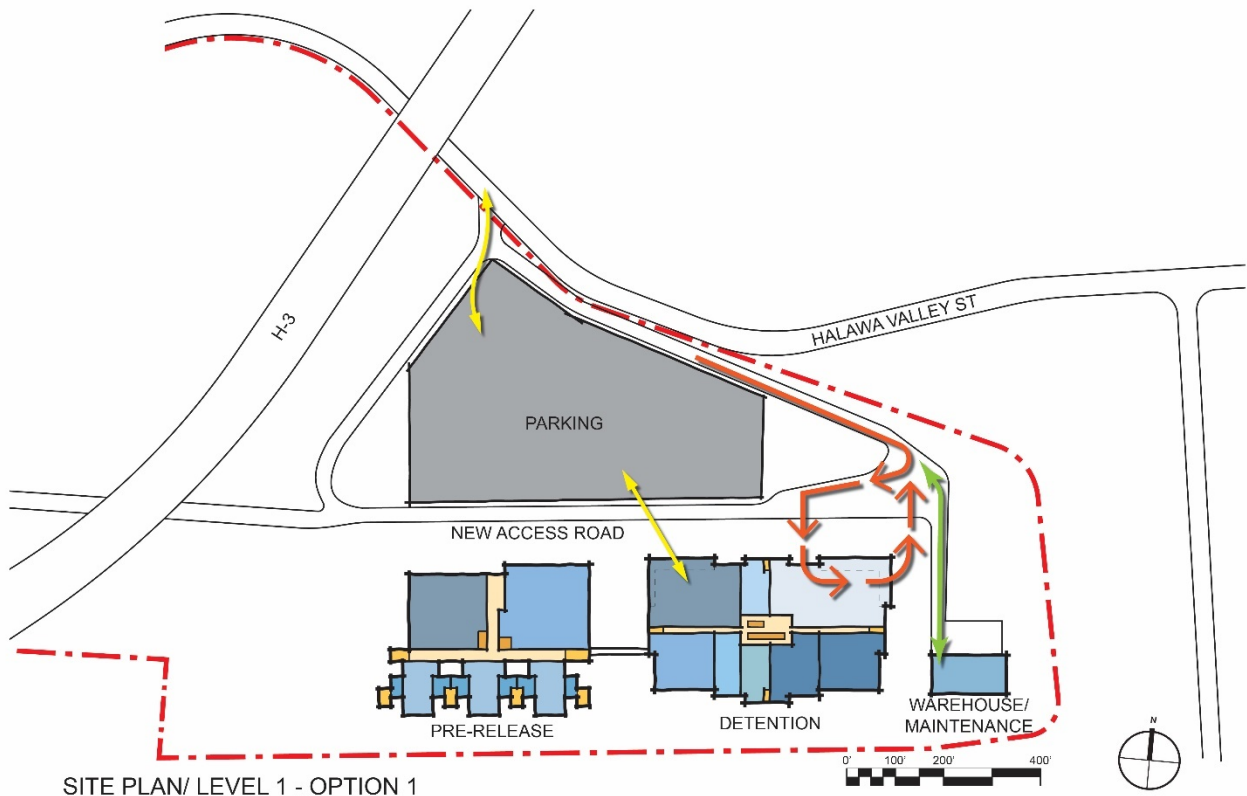 H-3
HALAWA VALLEY ST
PARKING
NEW ACCESS ROAD
PRE-RELEASE
DETENTION
WAREHOUSE/
MAINTENANCE
N
0' 100' 200' 400'
SITE PLAN/ LEVEL 1 - OPTION 1